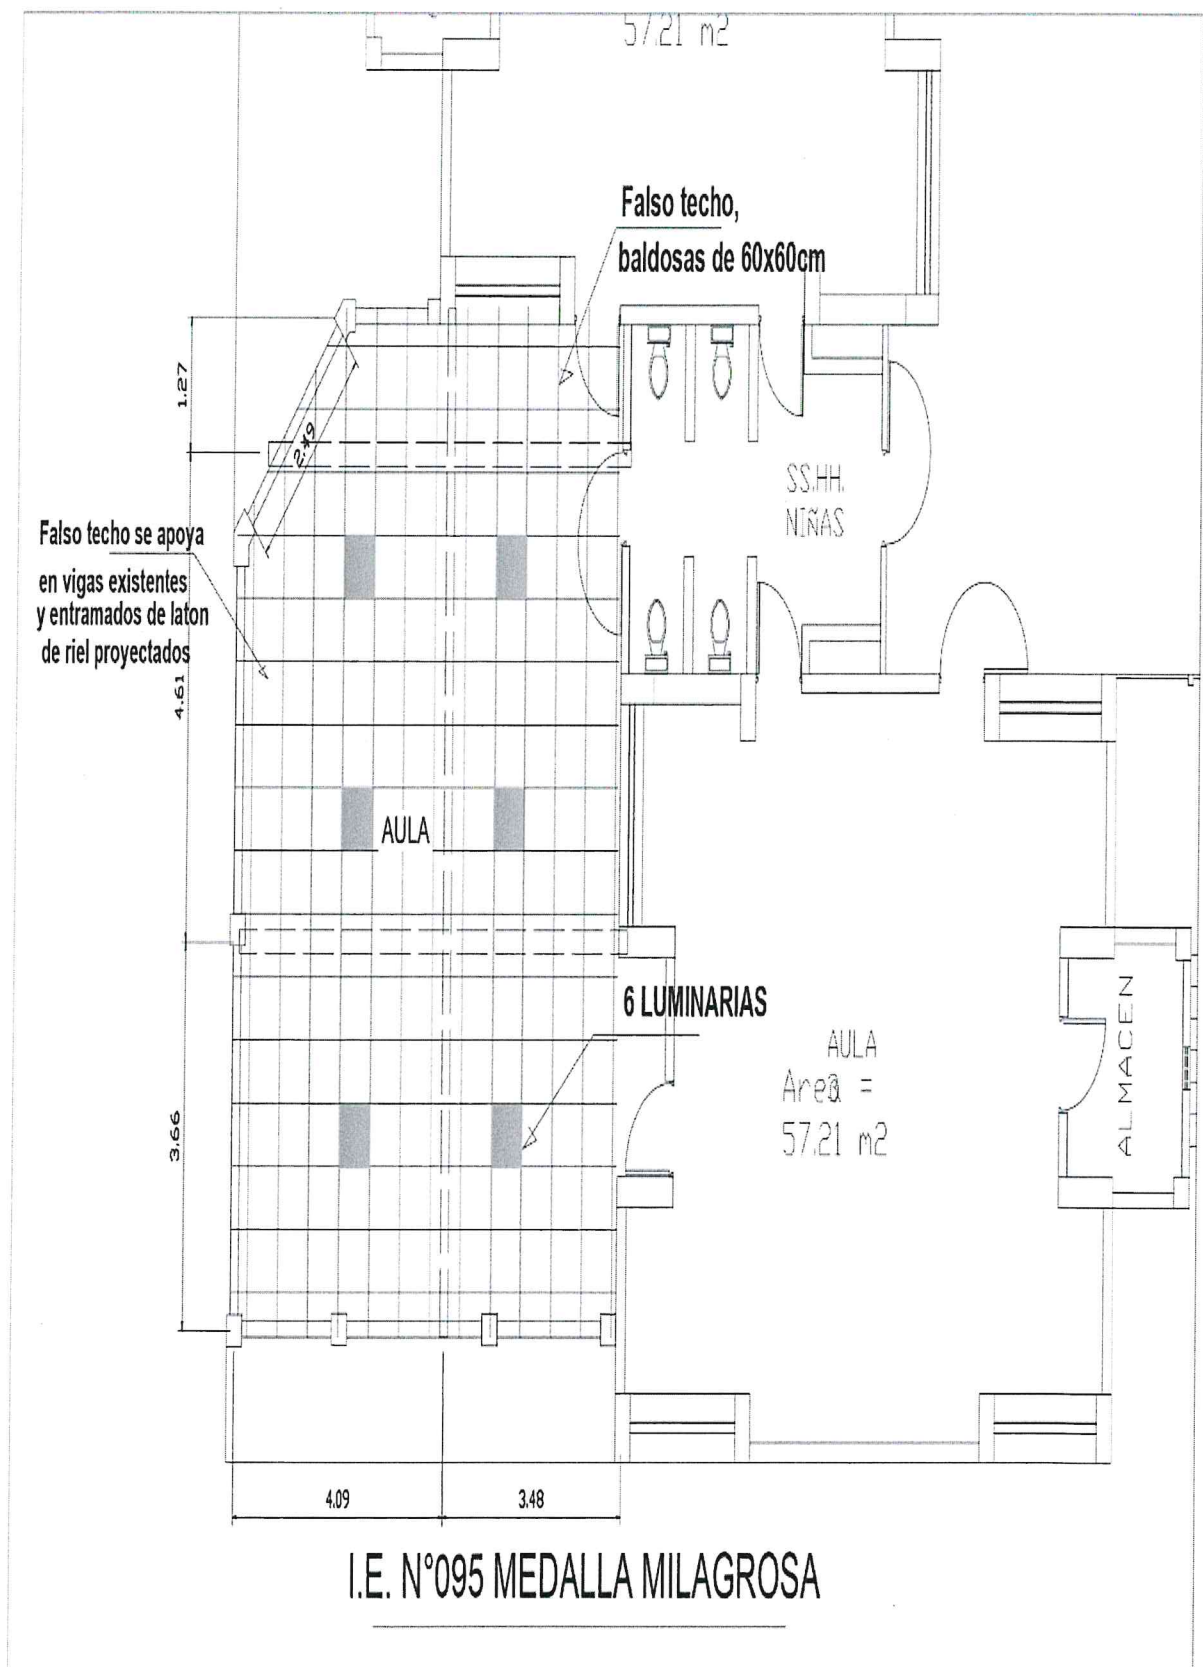 57.21 m2
Falso techo,
baldosas de 60x60cm
1.27
2.49
SS.HH.
NIÑAS
Falso techo se apoya
en vigas existentes
y entramados de laton
de riel proyectados
4.61
AULA
6 LUMINARIAS
AULA
Area =
57.21 m2
ALMACEN
3.66
4.09
3.48
I.E. N°095 MEDALLA MILAGROSA